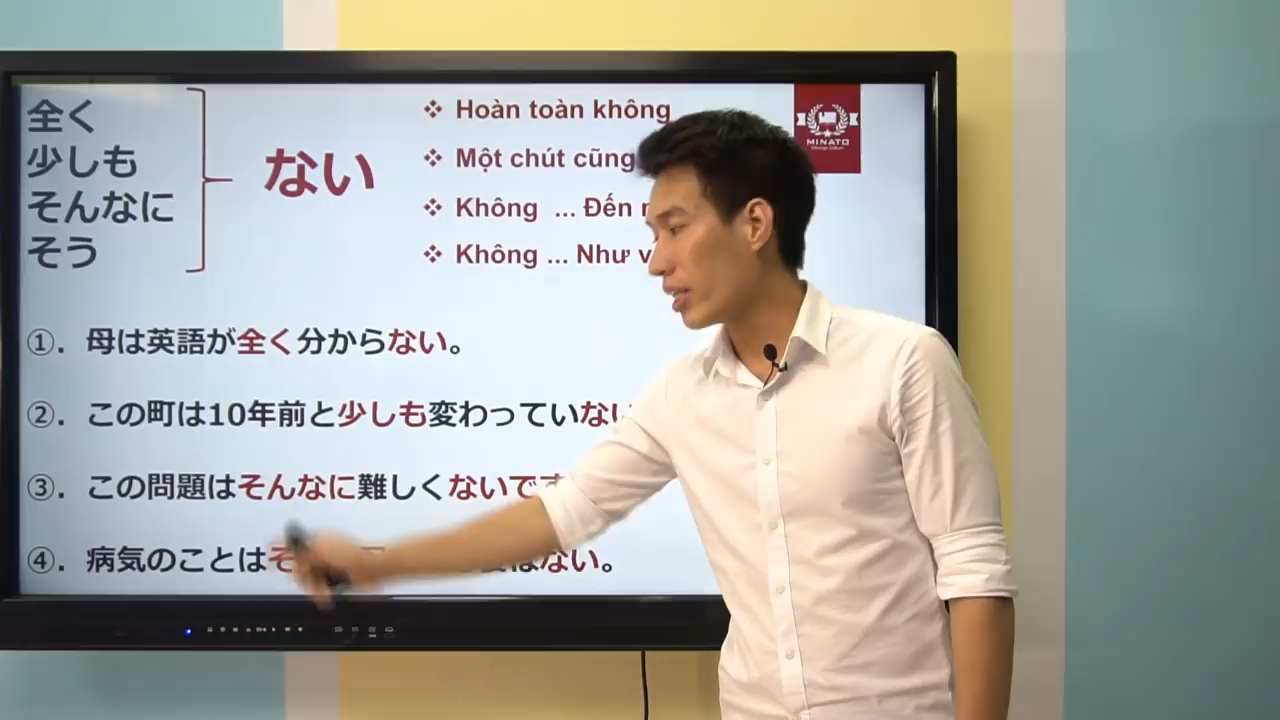 全く
少しも
そんなに
そう
ない
❖ Hoàn toàn không
❖ Một chút cũng
❖ Không ... Đến
❖ Không ... Như
MINATO
①．母は英語が全く分からない。
②．この町は10年前と少しも変わっていない
③．この問題はそんなに難しくないです
④．病気のことはそ はない。